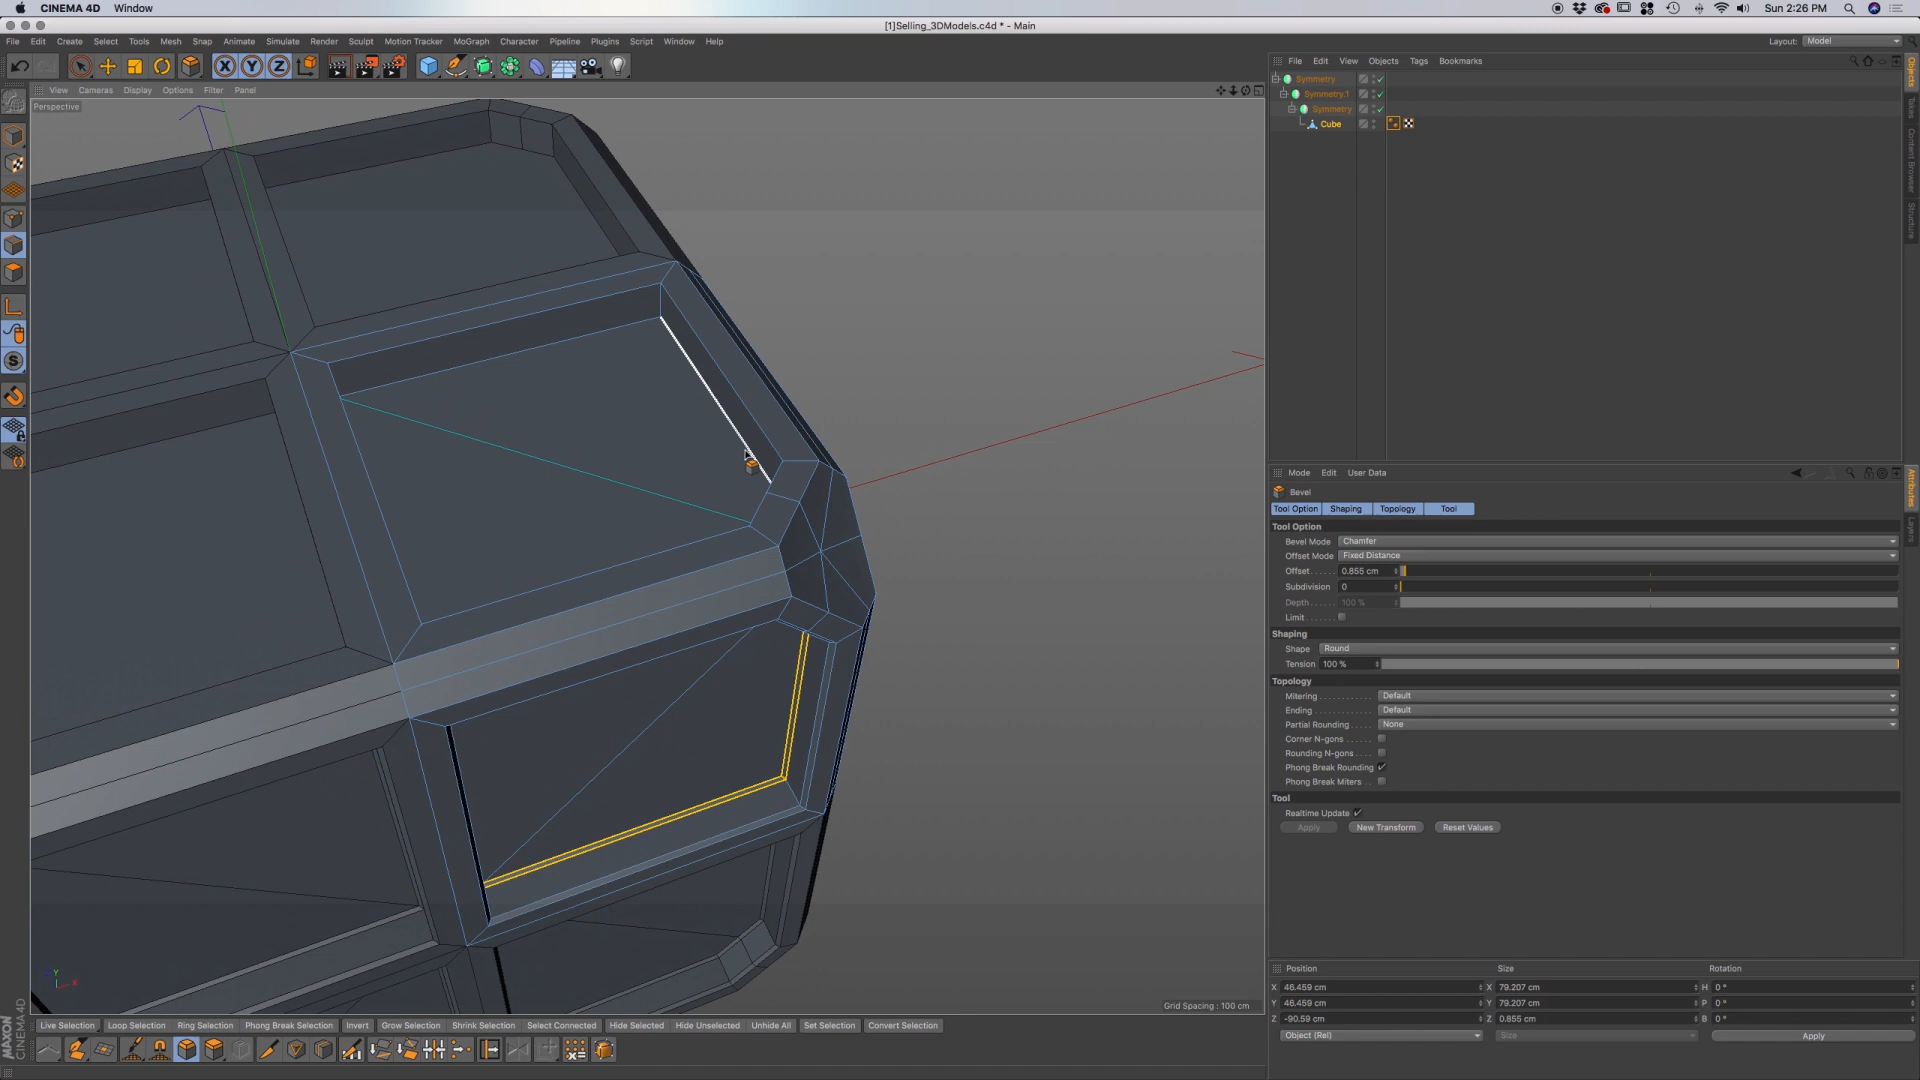 CINEMA 4D Window
Sun 2:26 PM
[1]Selling_3DModels.c4d * - Main
File Edit Create Select Tools Mesh Snap Animate Simulate Render Sculpt Motion Tracker MoGraph Character Pipeline Plugins Script Window Help
Layout: Model
View Cameras Display Options Filter Panel
File Edit View Objects Tags Bookmarks
Perspective
Symmetry
Symmetry.1
Symmetry
Cube
Objects
Takes
Content Browser
Structure
Mode Edit User Data
Bevel
Tool Option Shaping Topology Tool
Attributes
Layers
Tool Option
Bevel Mode Chamfer
Offset Mode Fixed Distance
Offset 0.855 cm
Subdivision 0
Depth 100 %
Limit
Shaping
Shape Round
Tension 100 %
Topology
Mitering Default
Ending Default
Partial Rounding None
Corner N-gons
Rounding N-gons
Phong Break Rounding
Phong Break Miters
Tool
Realtime Update
Apply New Transform Reset Values
Y
X
Z
Grid Spacing : 100 cm
Position Size Rotation
X 46.459 cm X 79.207 cm H 0 °
Y 46.459 cm Y 79.207 cm P 0 °
Z -90.59 cm Z 0.855 cm B 0 °
Object (Rel) Size Apply
Live Selection Loop Selection Ring Selection Phong Break Selection Invert Grow Selection Shrink Selection Select Connected Hide Selected Hide Unselected Unhide All Set Selection Convert Selection
MAXON
CINEMA 4D